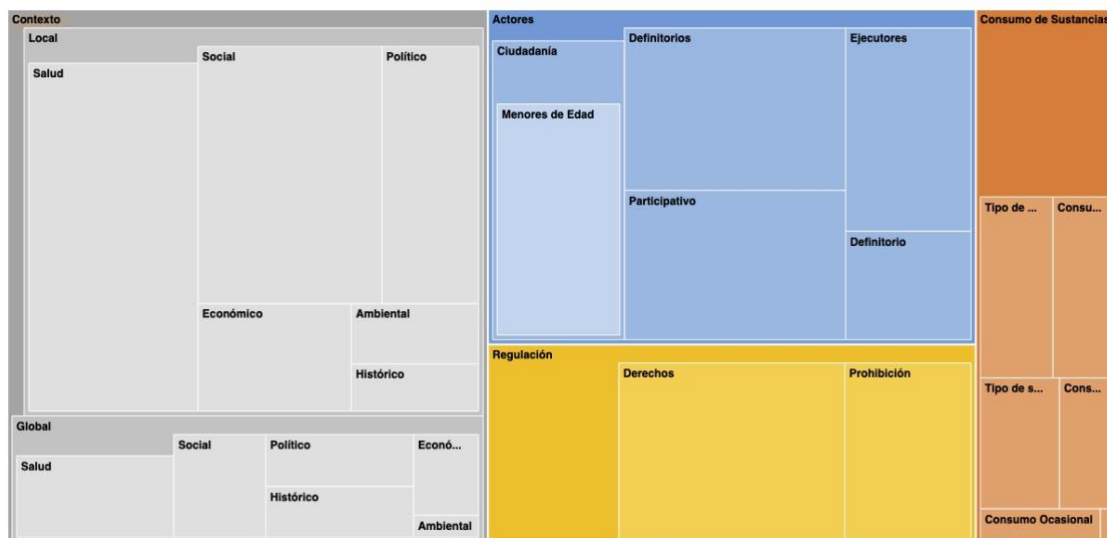 Contexto
Local
Salud
Social
Político
Económico
Ambiental
Histórico
Global
Salud
Social
Político
Histórico
Econó...
Ambiental
Actores
Ciudadanía
Menores de Edad
Definitorios
Participativo
Ejecutores
Definitorio
Regulación
Derechos
Prohibición
Consumo de Sustancias
Tipo de ...
Consu...
Tipo de s...
Cons...
Consumo Ocasional